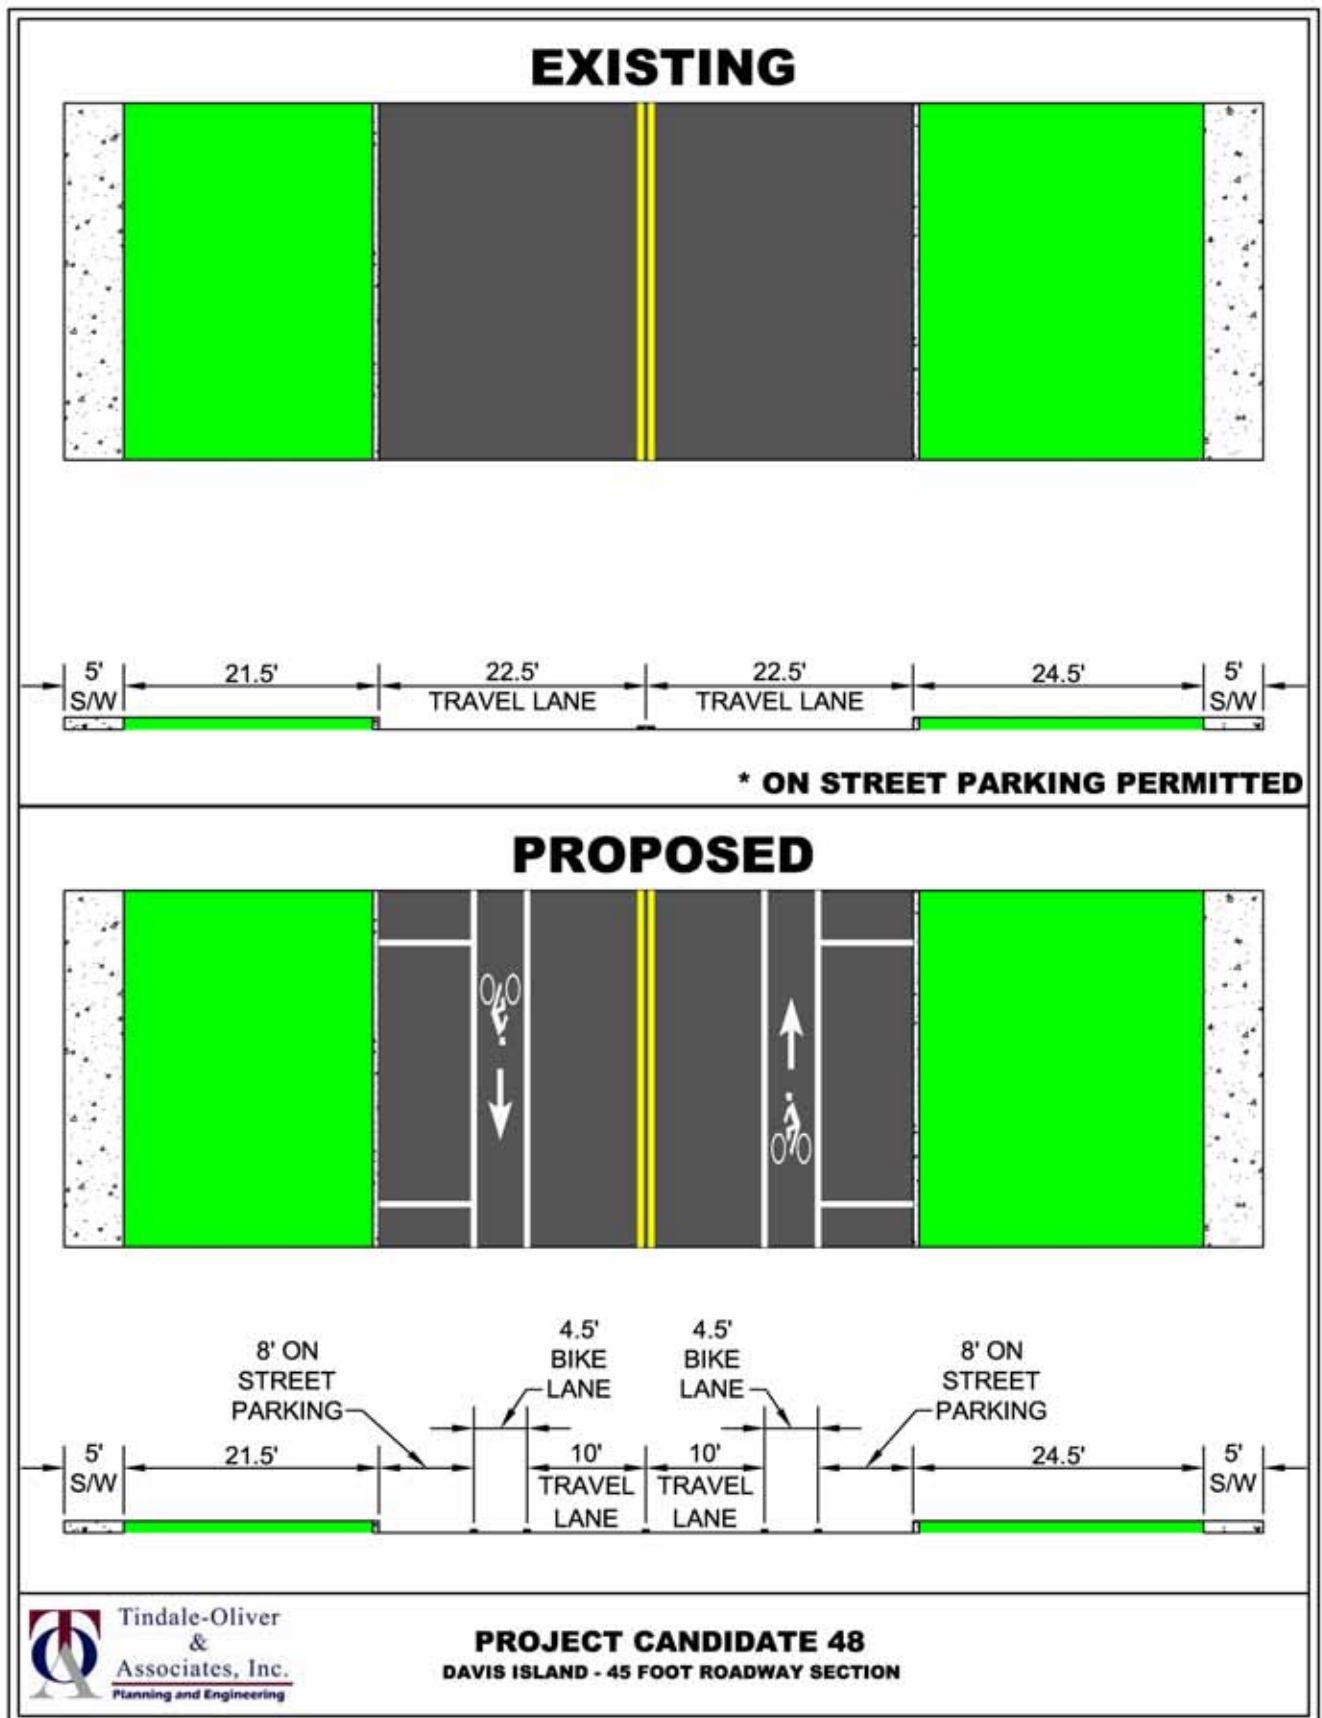 EXISTING
5' 21.5' 22.5' 22.5' 24.5' 5'
S/W TRAVEL LANE TRAVEL LANE S/W
* ON STREET PARKING PERMITTED
PROPOSED
8' ON
STREET
PARKING
4.5'
BIKE
LANE
4.5'
BIKE
LANE
8' ON
STREET
PARKING
5'
S/W
21.5'
10'
TRAVEL
LANE
10'
TRAVEL
LANE
24.5'
5'
S/W
Tindale-Oliver
&
Associates, Inc.
Planning and Engineering
PROJECT CANDIDATE 48
DAVIS ISLAND - 45 FOOT ROADWAY SECTION